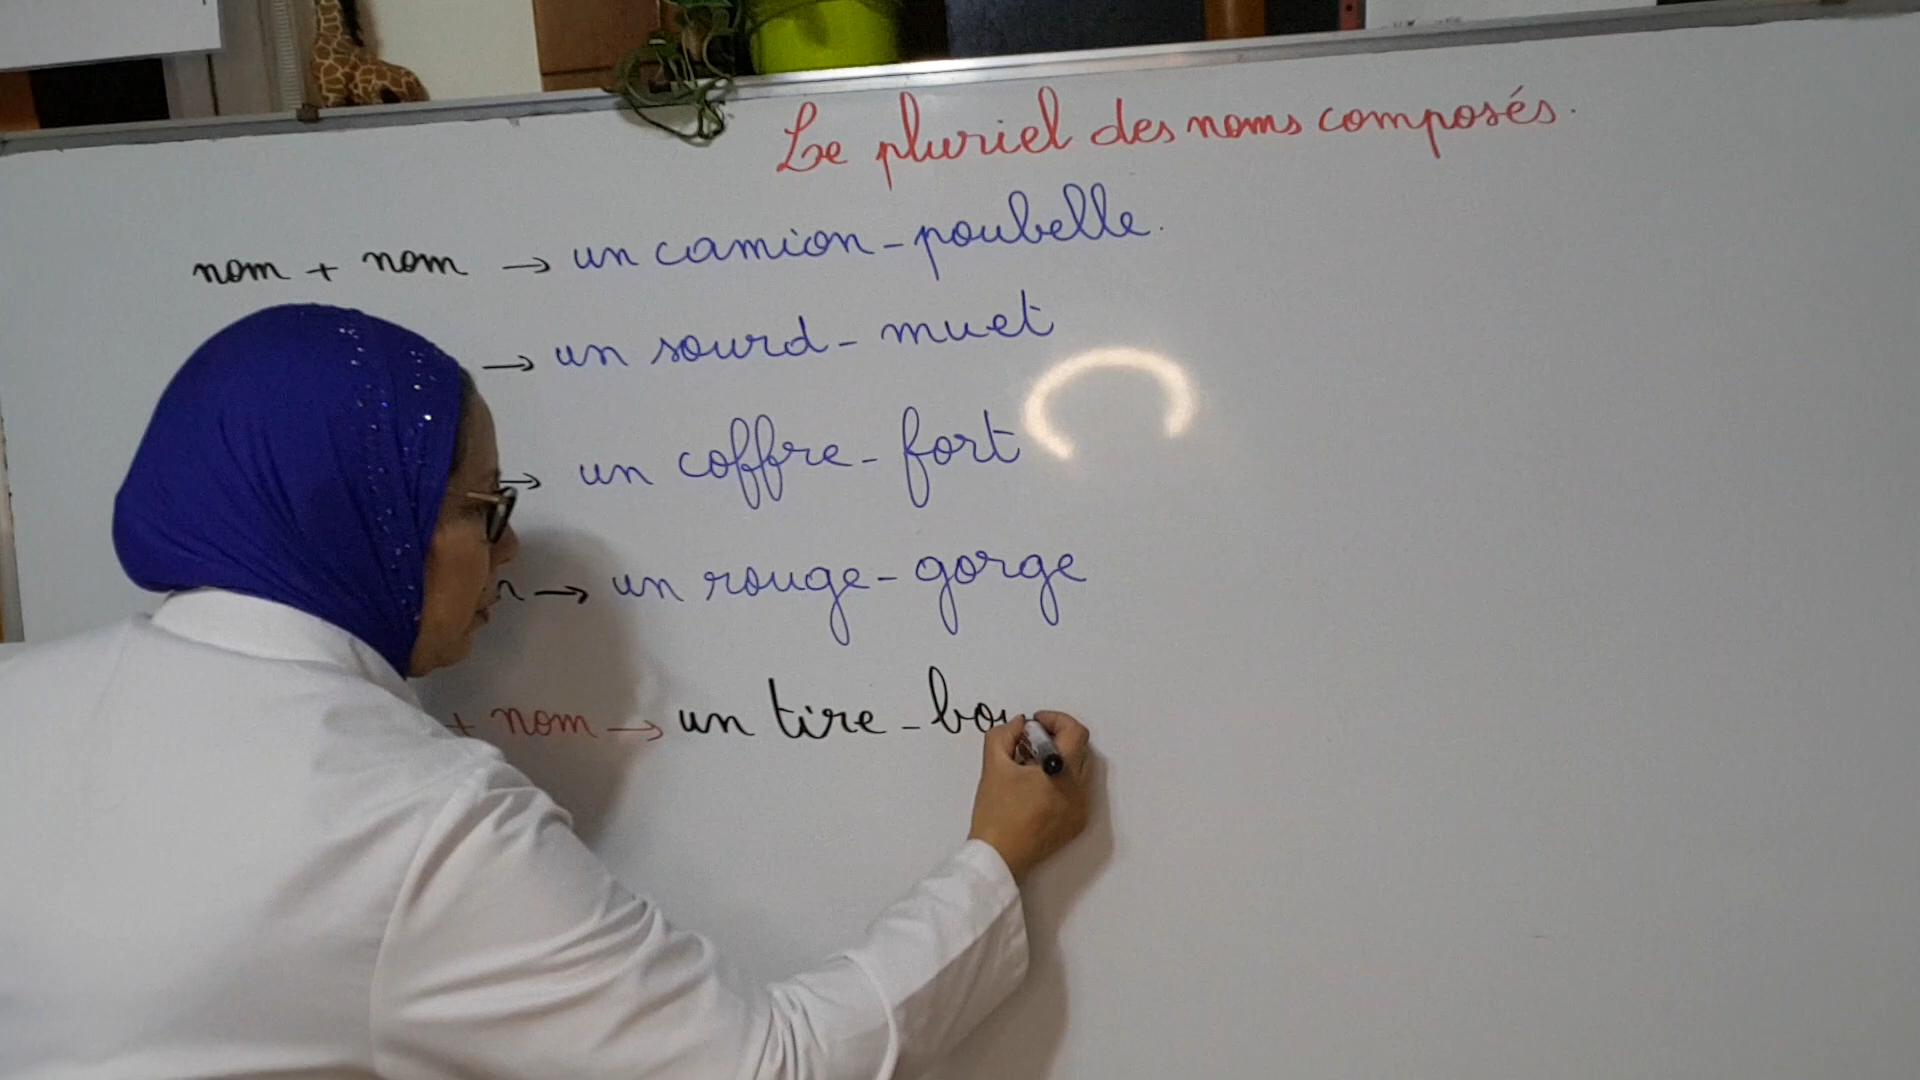 Le pluriel des noms composés.
nom + nom → un camion-poubelle.
→ un sourd-muet
→ un coffre-fort
→ un rouge-gorge
+ nom → un tire-bou